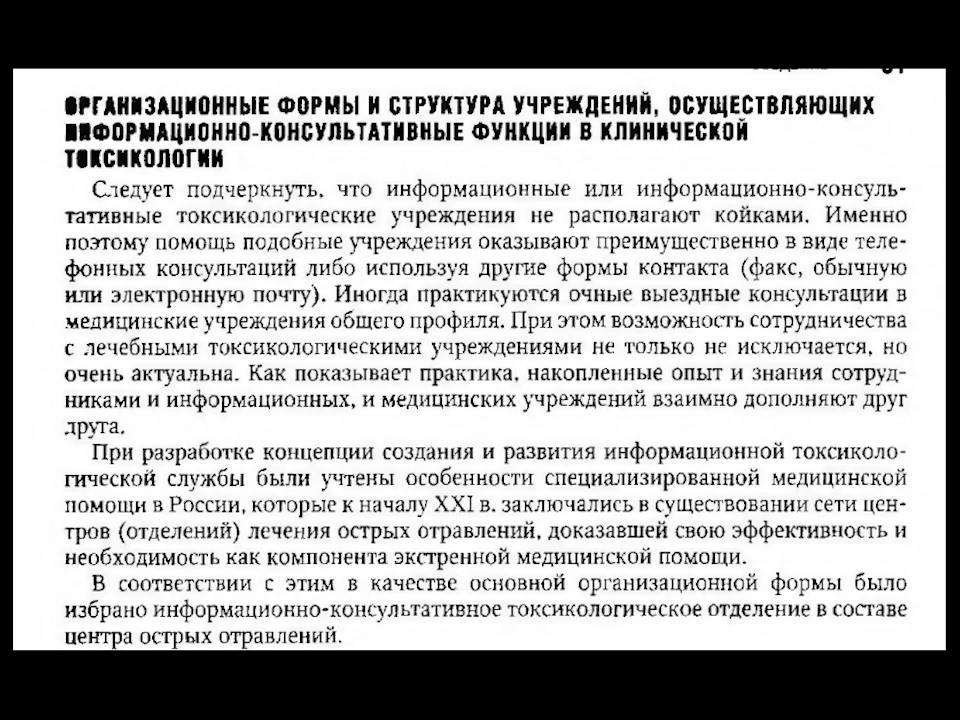 ОРГАНИЗАЦИОННЫЕ ФОРМЫ И СТРУКТУРА УЧРЕЖДЕНИЙ, ОСУЩЕСТВЛЯЮЩИХ
ИНФОРМАЦИОННО-КОНСУЛЬТАТИВНЫЕ ФУНКЦИИ В КЛИНИЧЕСКОЙ
ТОКСИКОЛОГИИ
Следует подчеркнуть, что информационные или информационно-консуль-
тативные токсикологические учреждения не располагают койками. Именно
поэтому помощь подобные учреждения оказывают преимущественно в виде теле-
фонных консультаций либо используя другие формы контакта (факс, обычную
или электронную почту). Иногда практикуются очные выездные консультации в
медицинские учреждения общего профиля. При этом возможность сотрудничества
с лечебными токсикологическими учреждениями не только не исключается, но
очень актуальна. Как показывает практика, накопленные опыт и знания сотруд-
никами и информационных, и медицинских учреждений взаимно дополняют друг
друга.
При разработке концепции создания и развития информационной токсиколо-
гической службы были учтены особенности специализированной медицинской
помощи в России, которые к началу XXI в. заключались в существовании сети цен-
тров (отделений) лечения острых отравлений, доказавшей свою эффективность и
необходимость как компонента экстренной медицинской помощи.
В соответствии с этим в качестве основной организационной формы было
избрано информационно-консультативное токсикологическое отделение в составе
центра острых отравлений.